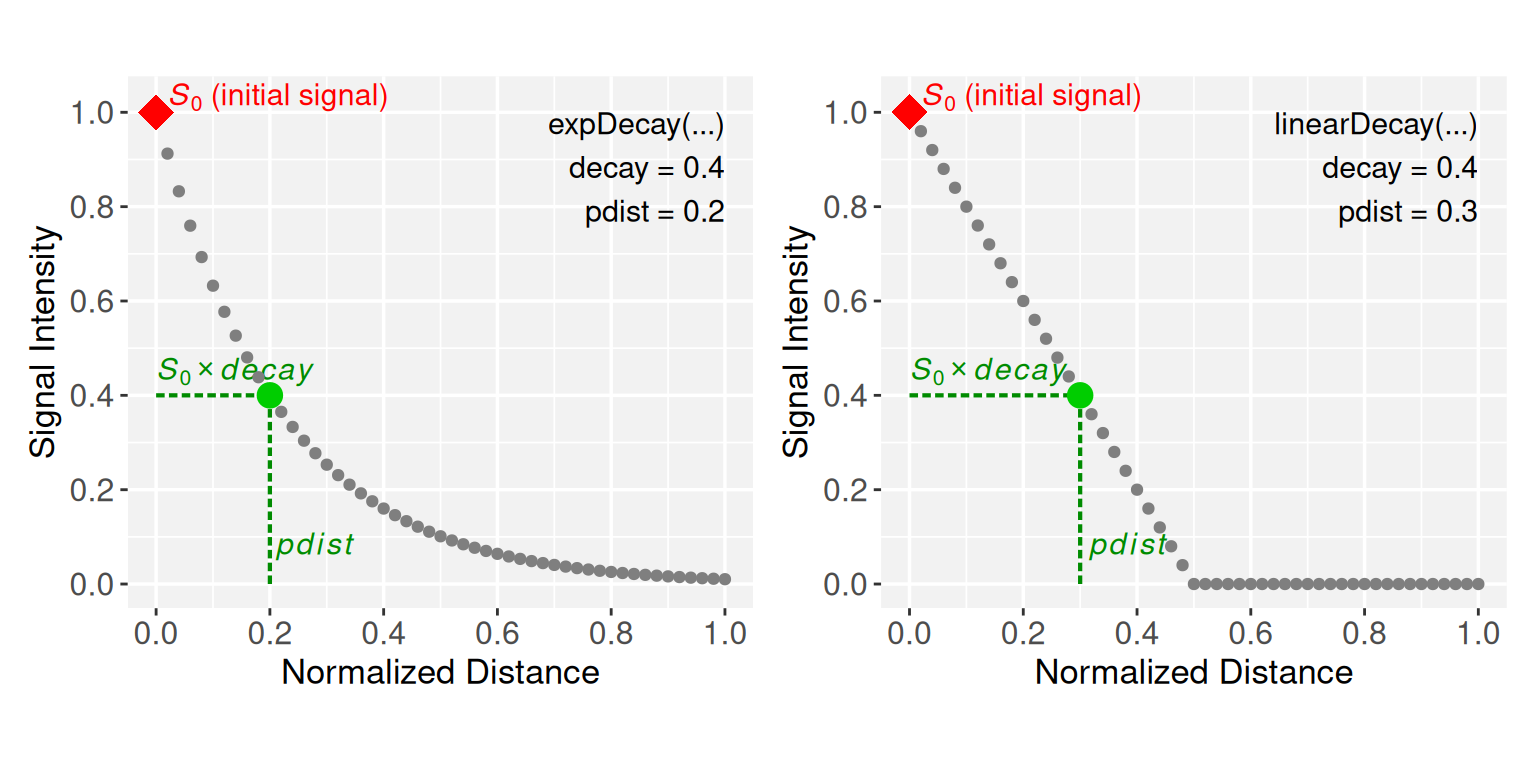 S0 (initial signal)
expDecay(...)
decay = 0.4
pdist = 0.2
S0 × decay
pdist
1.0
0.8
0.6
0.4
0.2
0.0
0.0 0.2 0.4 0.6 0.8 1.0
Signal Intensity
Normalized Distance
S0 (initial signal)
linearDecay(...)
decay = 0.4
pdist = 0.3
S0 × decay
pdist
1.0
0.8
0.6
0.4
0.2
0.0
0.0 0.2 0.4 0.6 0.8 1.0
Signal Intensity
Normalized Distance